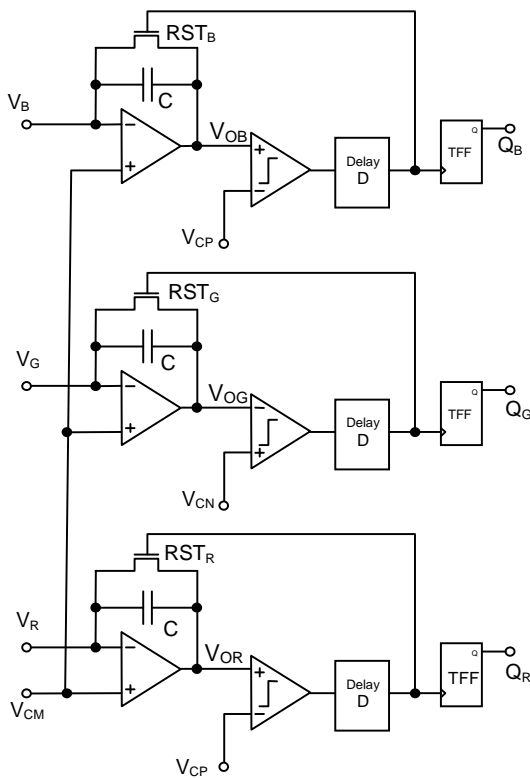 RST_B
C
V_B
−
+
V_OB
+
−
Delay
D
Q
TFF
Q_B
V_CP
RST_G
C
V_G
−
+
V_OG
−
+
Delay
D
Q
TFF
Q_G
V_CN
RST_R
C
V_R
−
+
V_CM
V_OR
+
−
Delay
D
Q
TFF
Q_R
V_CP